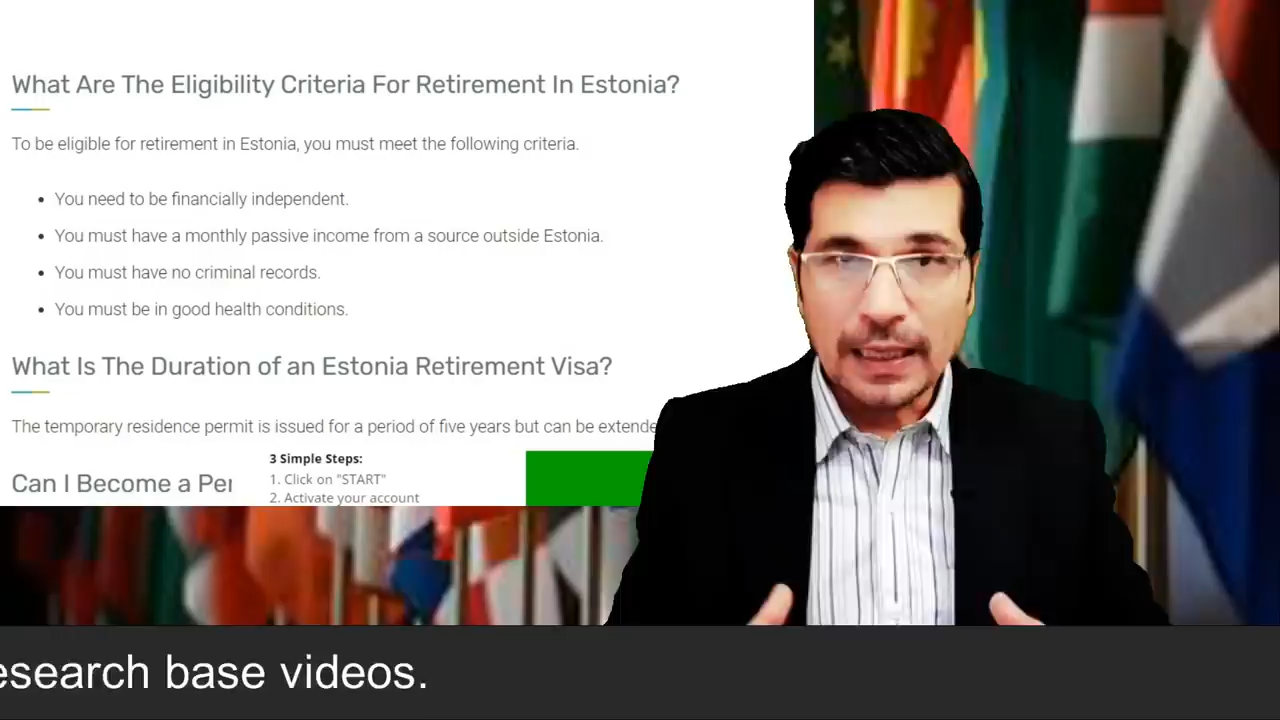 What Are The Eligibility Criteria For Retirement In Estonia?
To be eligible for retirement in Estonia, you must meet the following criteria.
• You need to be financially independent.
• You must have a monthly passive income from a source outside Estonia.
• You must have no criminal records.
• You must be in good health conditions.
What Is The Duration of an Estonia Retirement Visa?
The temporary residence permit is issued for a period of five years but can be
Can I Become a
3 Simple Steps:
1. Click on "START"
2. Activate your account
base videos.